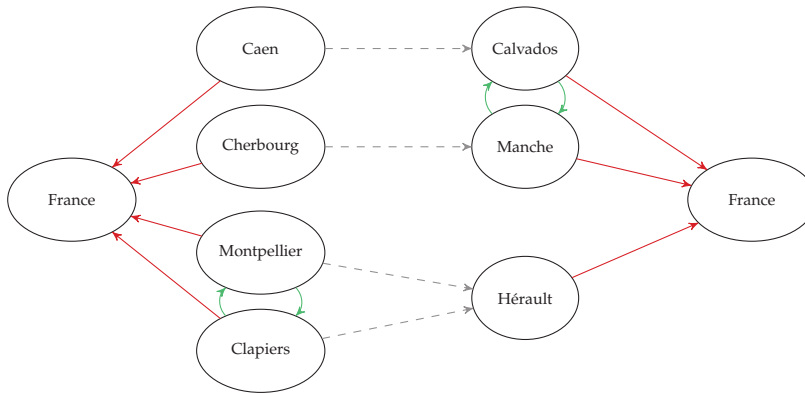 Caen
Calvados
Cherbourg
Manche
France
France
Montpellier
Hérault
Clapiers